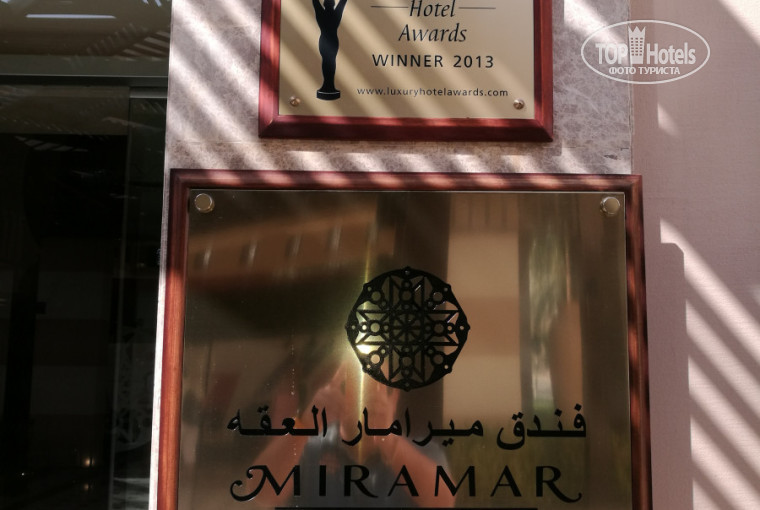 Hotel
Awards
WINNER 2013
www.luxuryhotelawards.com
TOP Hotels
ФОТО ТУРИСТА
فندق ميرامار العقه
MIRAMAR